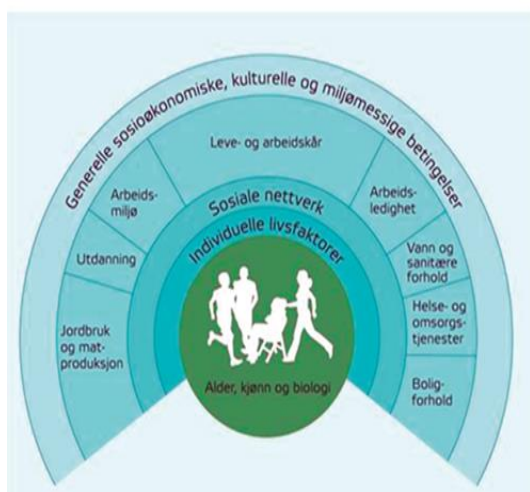 Generelle sosioøkonomiske, kulturelle og miljømessige betingelser
Leve- og arbeidskår
Arbeids-
miljø
Utdanning
Jordbruk
og mat-
produksjon
Arbeids-
ledighet
Vann og
sanitære
forhold
Helse- og
omsorgs-
tjenester
Bolig-
forhold
Sosiale nettverk
Individuelle livsfaktorer
Alder, kjønn og biologi